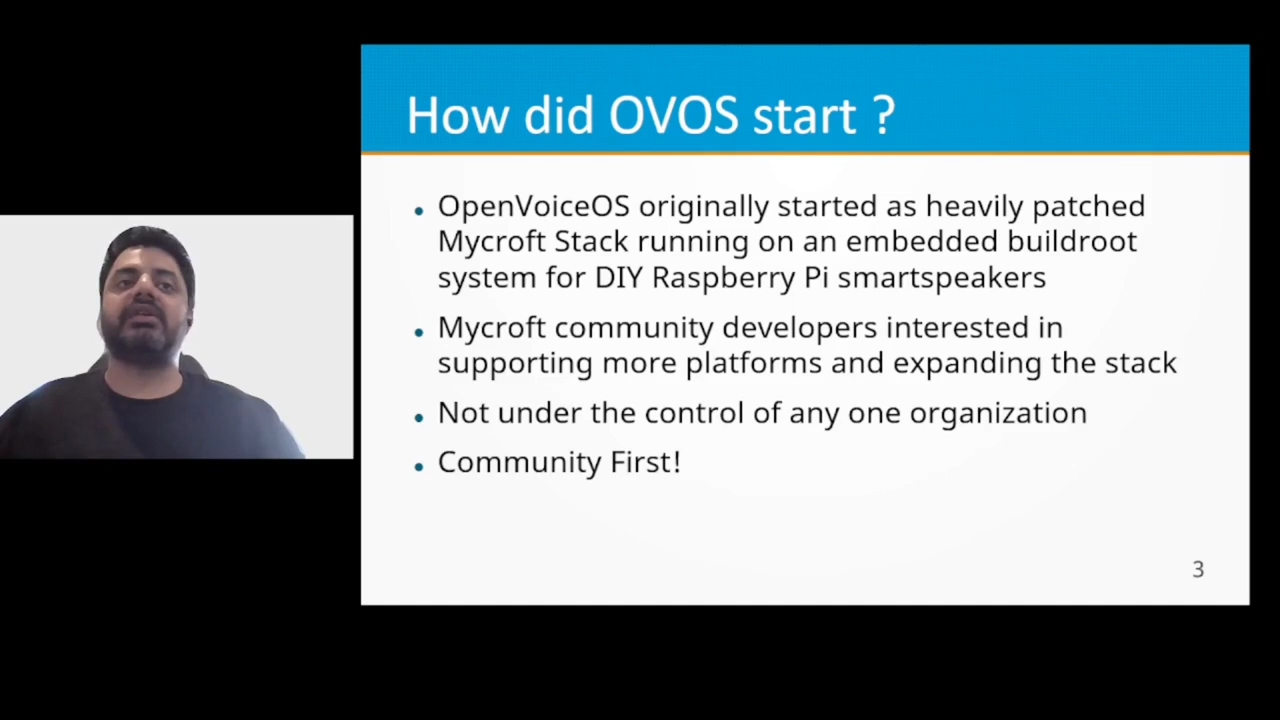 How did OVOS start ?
OpenVoiceOS originally started as heavily patched
Mycroft Stack running on an embedded buildroot
system for DIY Raspberry Pi smartspeakers
Mycroft community developers interested in
supporting more platforms and expanding the stack
Not under the control of any one organization
Community First!
3